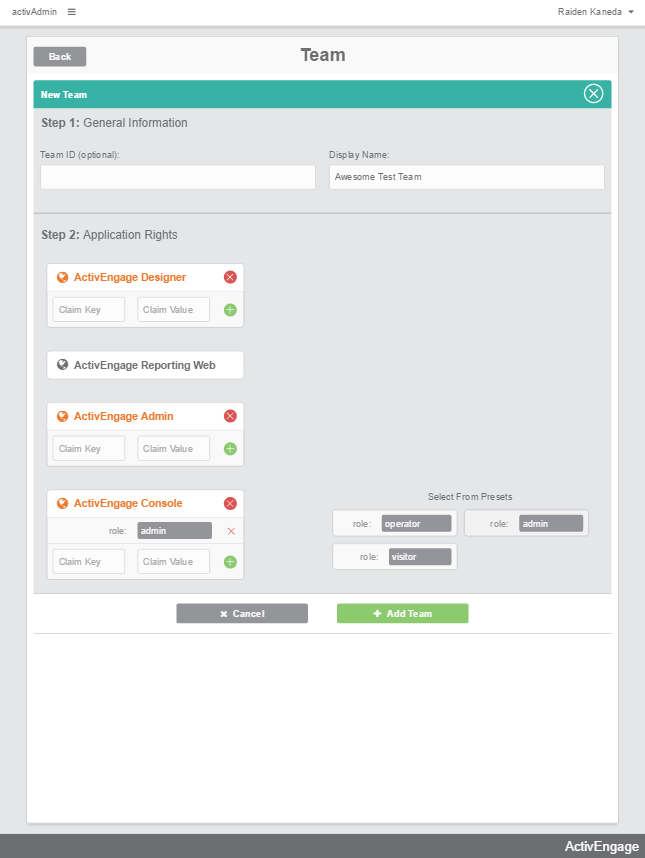 activAdmin
Raiden Kaneda
Back
Team
New Team
Step 1: General Information
Team ID (optional):
Display Name:
Awesome Test Team
Step 2: Application Rights
ActivEngage Designer
Claim Key
Claim Value
ActivEngage Reporting Web
ActivEngage Admin
Claim Key
Claim Value
ActivEngage Console
role: admin
Claim Key
Claim Value
Select From Presets
role: operator
role: admin
role: visitor
Cancel
Add Team
ActivEngage